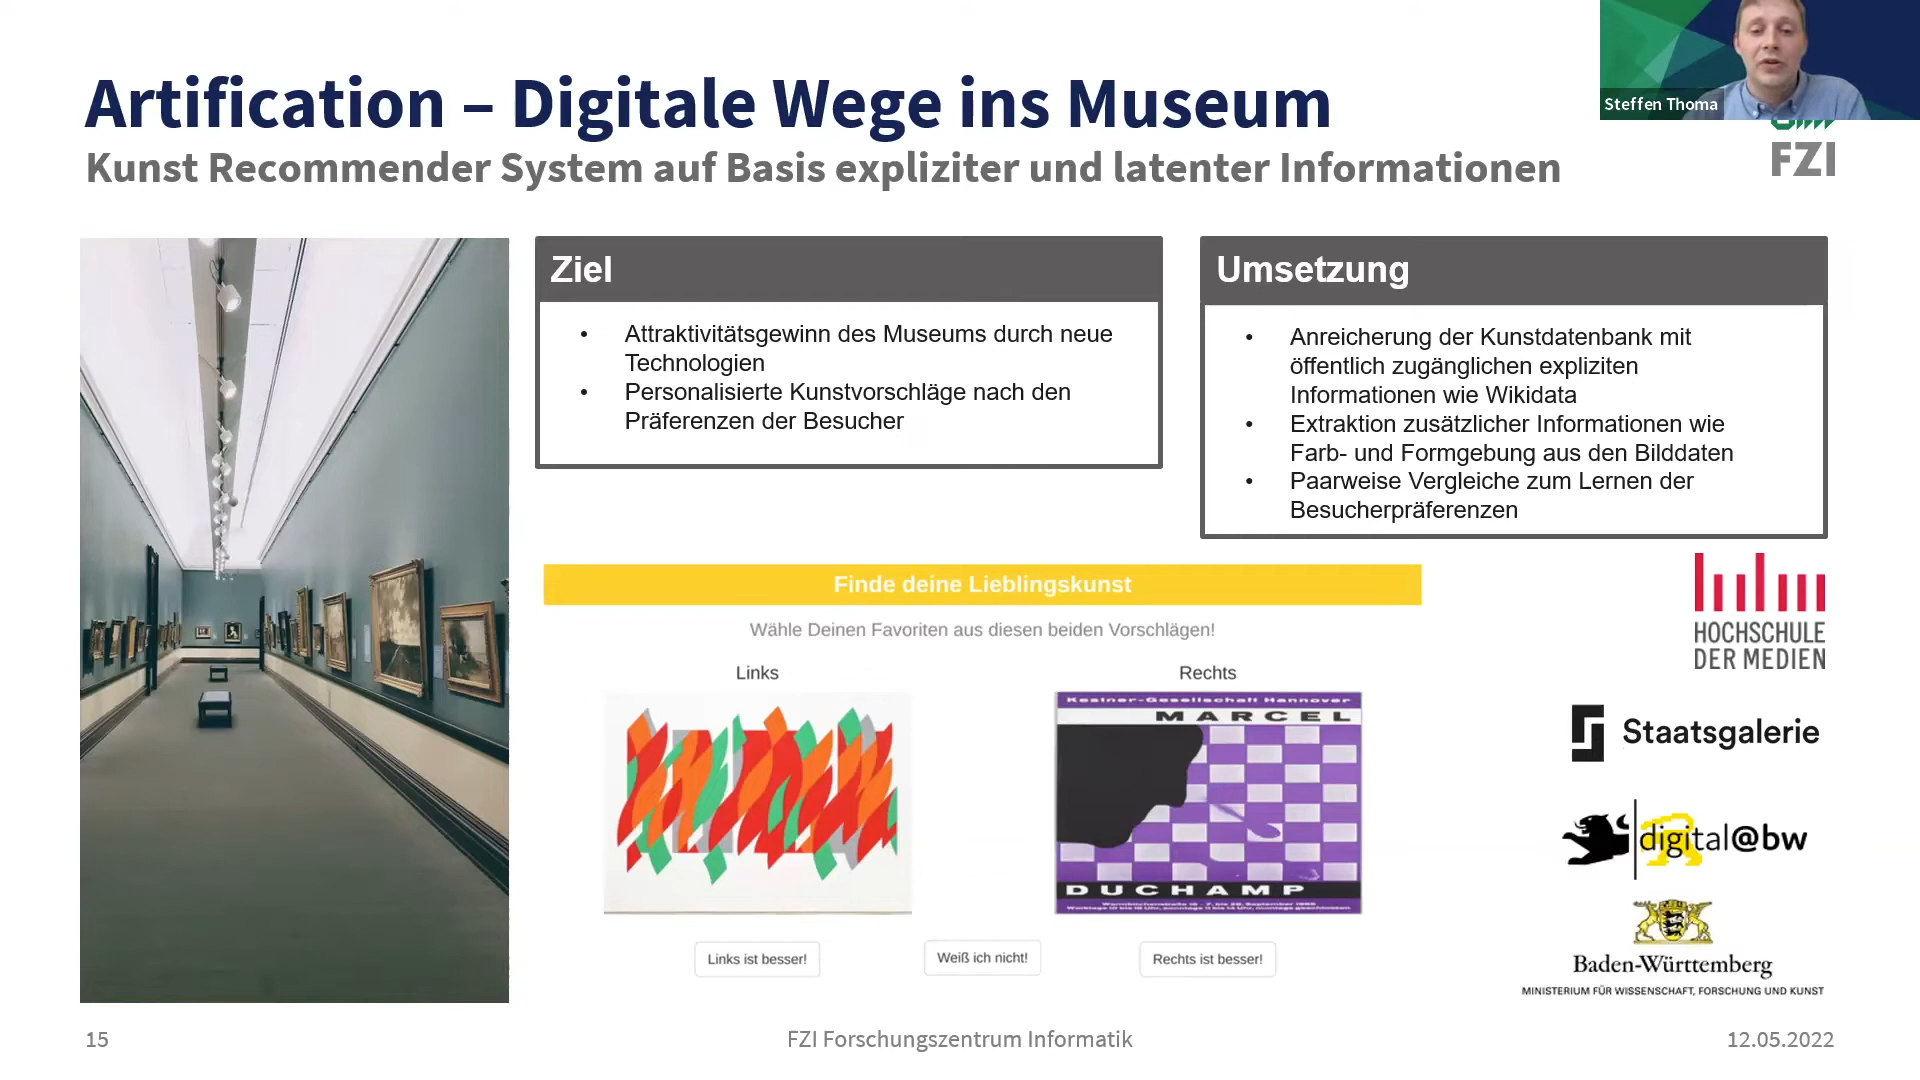 Artification – Digitale Wege ins Museum
Kunst Recommender System auf Basis expliziter und latenter Informationen
Steffen Thoma
FZI
Ziel
• Attraktivitätsgewinn des Museums durch neue
Technologien
• Personalisierte Kunstvorschläge nach den
Präferenzen der Besucher
Umsetzung
• Anreicherung der Kunstdatenbank mit
öffentlich zugänglichen expliziten
Informationen wie Wikidata
• Extraktion zusätzlicher Informationen wie
Farb- und Formgebung aus den Bilddaten
• Paarweise Vergleiche zum Lernen der
Besucherpräferenzen
Finde deine Lieblingskunst
Wähle Deinen Favoriten aus diesen beiden Vorschlägen!
Links
Rechts
Kestner-Gesellschaft Hannover
MARCEL
DUCHAMP
Links ist besser!
Weiß ich nicht!
Rechts ist besser!
HOCHSCHULE
DER MEDIEN
Staatsgalerie
digital@bw
Baden-Württemberg
MINISTERIUM FÜR WISSENSCHAFT, FORSCHUNG UND KUNST
15
FZI Forschungszentrum Informatik
12.05.2022